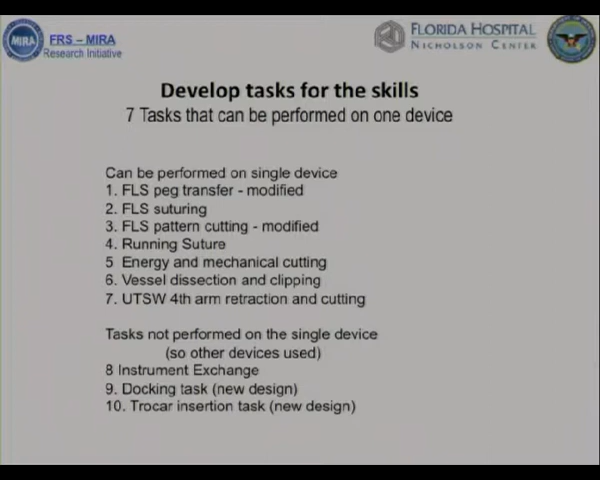 MIRA
FRS – MIRA
Research Initiative
FLORIDA HOSPITAL
NICHOLSON CENTER
Develop tasks for the skills
7 Tasks that can be performed on one device
Can be performed on single device
1. FLS peg transfer - modified
2. FLS suturing
3. FLS pattern cutting - modified
4. Running Suture
5 Energy and mechanical cutting
6. Vessel dissection and clipping
7. UTSW 4th arm retraction and cutting
Tasks not performed on the single device
(so other devices used)
8 Instrument Exchange
9. Docking task (new design)
10. Trocar insertion task (new design)